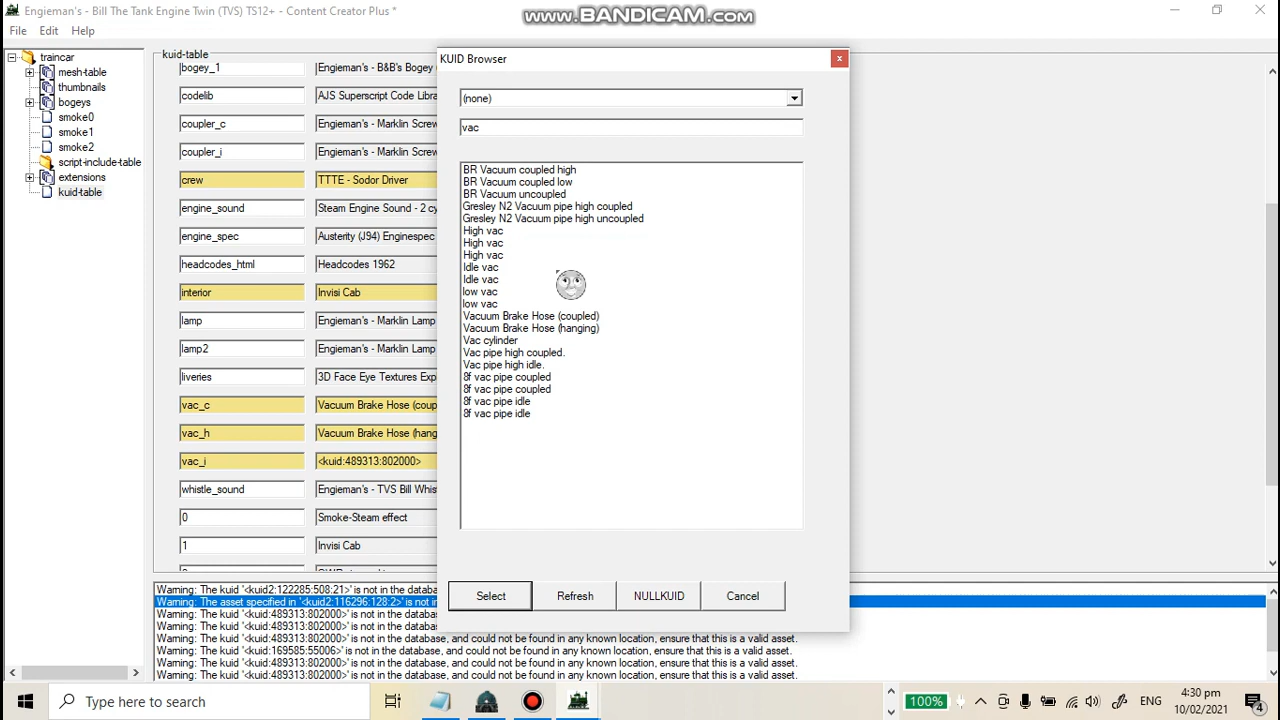 Engieman's - Bill The Tank Engine Twin (TVS) TS12+ - Content Creator Plus *
www.BANDICAM.com
File Edit Help
traincar
mesh-table
thumbnails
bogeys
smoke0
smoke1
smoke2
script-include-table
extensions
kuid-table
kuid-table
bogey_1 Engieman's - B&B's Bogey
codelib AJS Superscript Code Libra
coupler_c Engieman's - Marklin Screw
coupler_i Engieman's - Marklin Screw
crew TTTE - Sodor Driver
engine_sound Steam Engine Sound - 2 cy
engine_spec Austerity (J94) Enginespec
headcodes_html Headcodes 1962
interior Invisi Cab
lamp Engieman's - Marklin Lamp
lamp2 Engieman's - Marklin Lamp
liveries 3D Face Eye Textures Exp
vac_c Vacuum Brake Hose (coup
vac_h Vacuum Brake Hose (hang
vac_i <kuid:489313:802000>
whistle_sound Engieman's - TVS Bill Whis
0 Smoke-Steam effect
1 Invisi Cab
KUID Browser
(none)
vac
BR Vacuum coupled high
BR Vacuum coupled low
BR Vacuum uncoupled
Gresley N2 Vacuum pipe high coupled
Gresley N2 Vacuum pipe high uncoupled
High vac
High vac
High vac
Idle vac
Idle vac
low vac
low vac
Vacuum Brake Hose (coupled)
Vacuum Brake Hose (hanging)
Vac cylinder
Vac pipe high coupled.
Vac pipe high idle.
8f vac pipe coupled
8f vac pipe coupled
8f vac pipe idle
8f vac pipe idle
Select Refresh NULLKUID Cancel
Warning: The kuid '<kuid2:122285:508:21>' is not in the databas
Warning: The asset specified in '<kuid2:116296:128:2>' is not in
Warning: The kuid '<kuid:489313:802000>' is not in the databas
Warning: The kuid '<kuid:489313:802000>' is not in the databas
Warning: The kuid '<kuid:489313:802000>' is not in the database, and could not be found in any known location, ensure that this is a valid asset.
Warning: The kuid '<kuid:169585:55006>' is not in the database, and could not be found in any known location, ensure that this is a valid asset.
Warning: The kuid '<kuid:489313:802000>' is not in the database, and could not be found in any known location, ensure that this is a valid asset.
Warning: The kuid '<kuid:489313:802000>' is not in the database, and could not be found in any known location, ensure that this is a valid asset.
Type here to search
100%
ENG
4:30 pm
10/02/2021
4